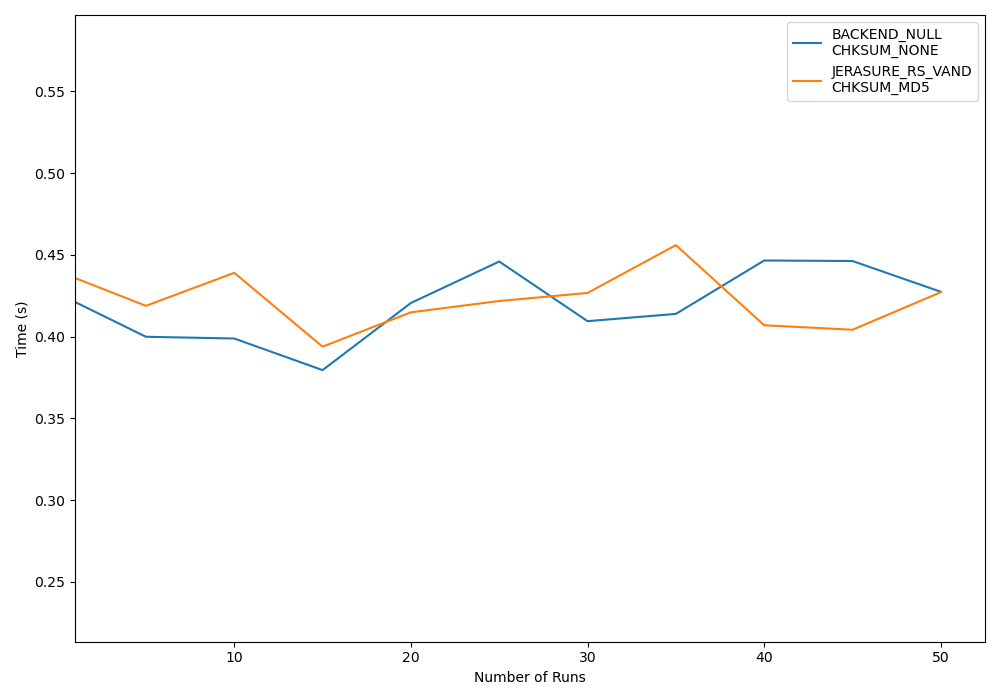 BACKEND_NULL
CHKSUM_NONE
JERASURE_RS_VAND
CHKSUM_MD5
0.55
0.50
0.45
0.40
0.35
0.30
0.25
Time (s)
10 20 30 40 50
Number of Runs